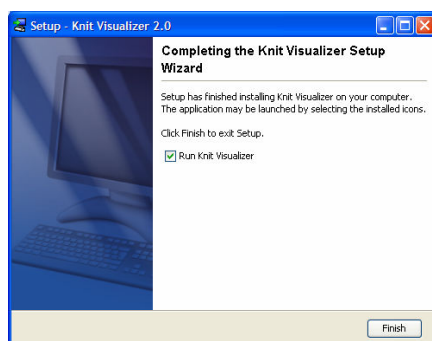 Setup - Knit Visualizer 2.0
Completing the Knit Visualizer Setup
Wizard
Setup has finished installing Knit Visualizer on your computer.
The application may be launched by selecting the installed icons.
Click Finish to exit Setup.
Run Knit Visualizer
Finish